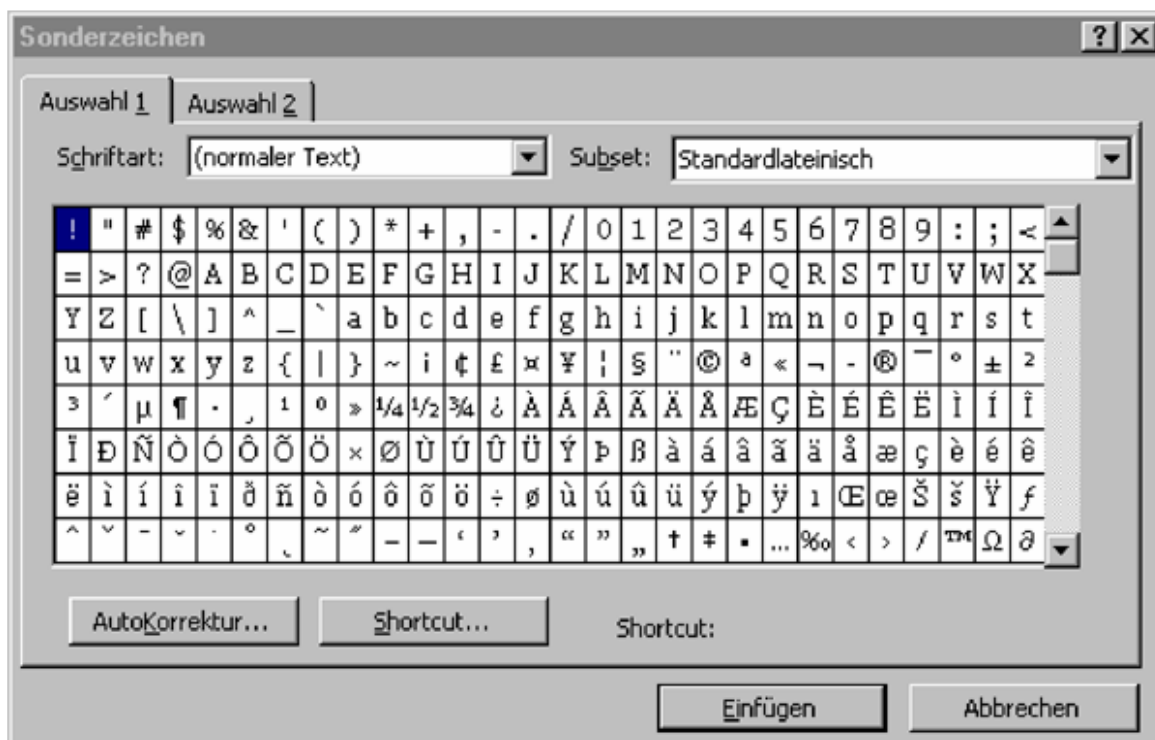 Sonderzeichen
Auswahl 1 Auswahl 2
Schriftart: (normaler Text) Subset: Standardlateinisch
! " # $ % & ' ( ) * + , - . / 0 1 2 3 4 5 6 7 8 9 : ; <
= > ? @ A B C D E F G H I J K L M N O P Q R S T U V W X
Y Z [ \ ] ^ _ ` a b c d e f g h i j k l m n o p q r s t
u v w x y z { | } ~ ¡ ¢ £ ¤ ¥ ¦ § ¨ © ª « ¬ - ® ¯ ° ± ²
³ ´ µ ¶ · ¸ ¹ º » ¼ ½ ¾ ¿ À Á Â Ã Ä Å Æ Ç È É Ê Ë Ì Í Î
Ï Ð Ñ Ò Ó Ô Õ Ö × Ø Ù Ú Û Ü Ý Þ ß à á â ã ä å æ ç è é ê
ë ì í î ï ð ñ ò ó ô õ ö ÷ ø ù ú û ü ý þ ÿ ı Œ œ Š š Ÿ ƒ
ˆ ˇ ˉ ˘ ˙ ˚ ˛ ˜ ˝ – — ‘ ’ ‚ “ ” „ † ‡ • … ‰ ‹ › ⁄ ™ Ω ∂
AutoKorrektur... Shortcut... Shortcut:
Einfügen Abbrechen